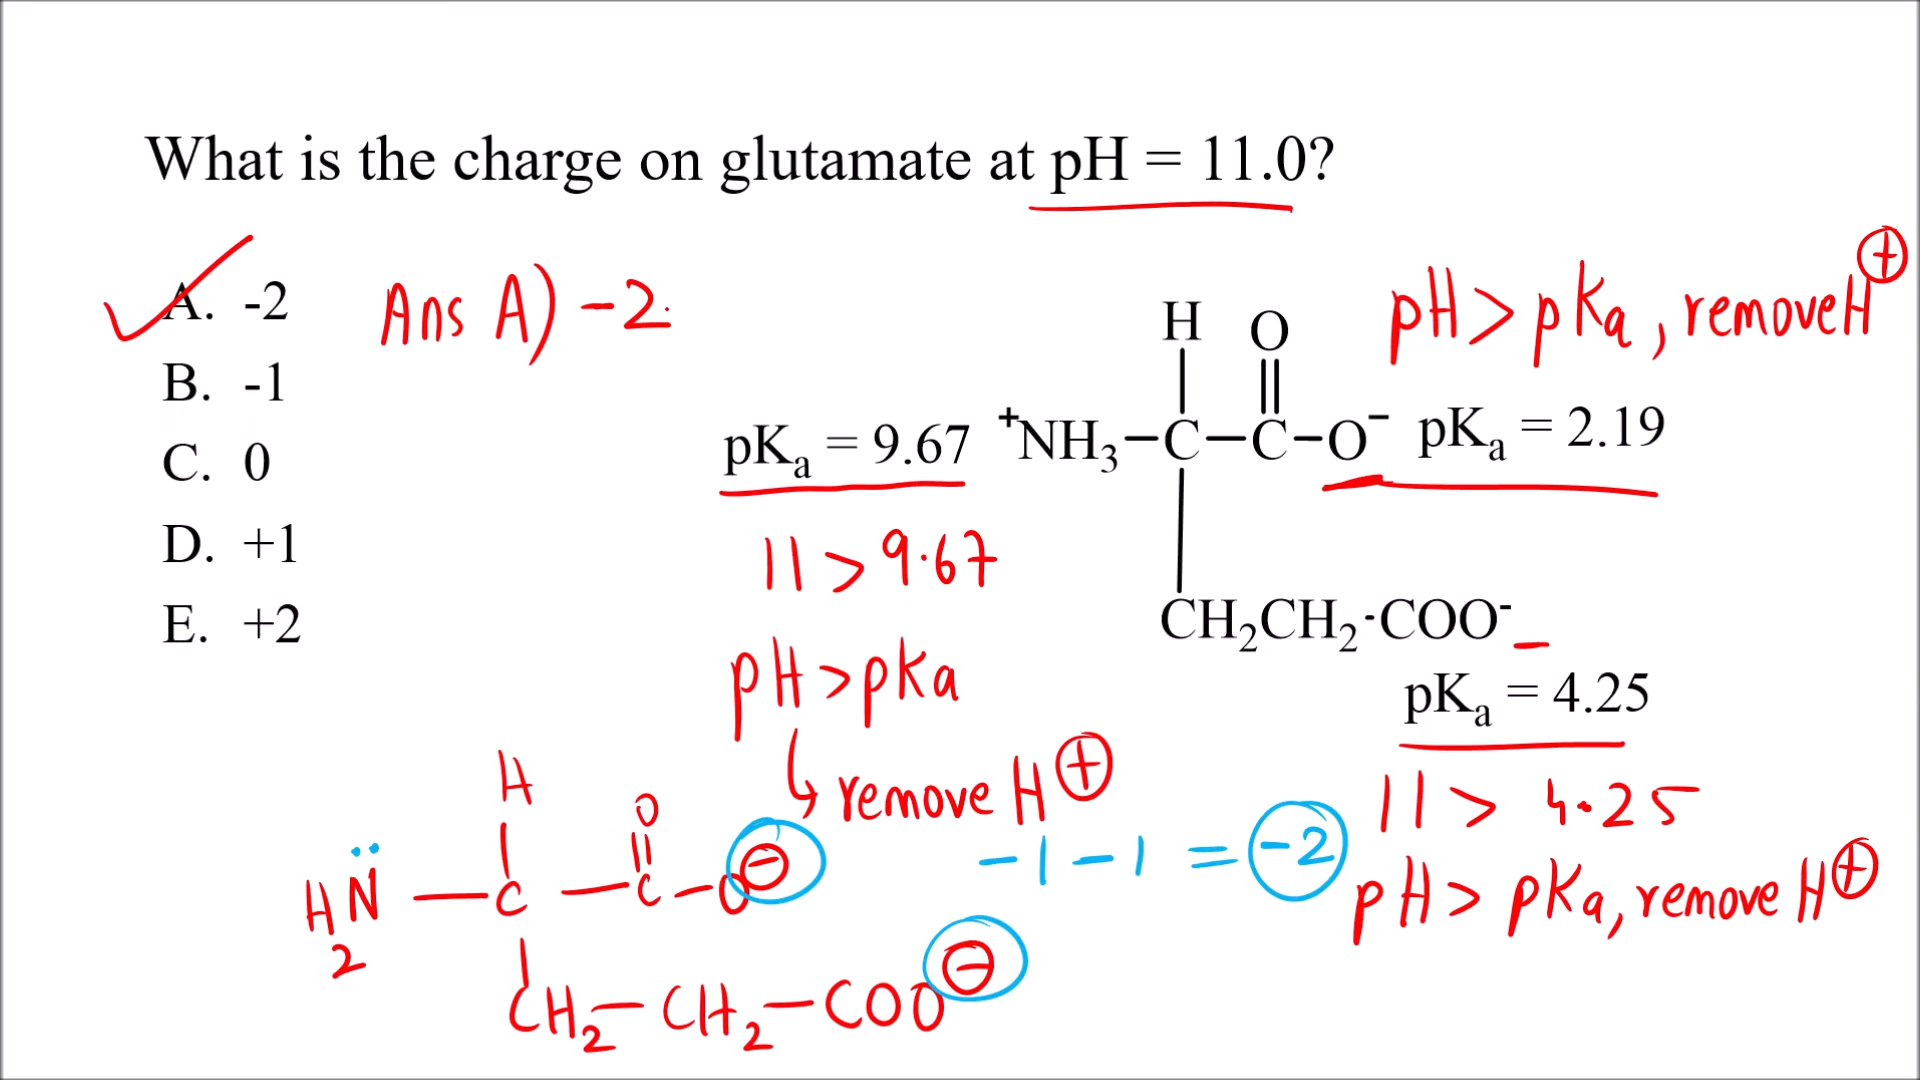 What is the charge on glutamate at pH = 11.0?
A. -2
Ans A) -2.
B. -1
C. 0
D. +1
E. +2
pH > pKa, remove H⊕
H O
pKₐ = 9.67 ⁺NH₃-C-C-O⁻ pKₐ = 2.19
11 > 9.67
CH₂CH₂-COO⁻
pH > pKa
pKₐ = 4.25
remove H⊕
11 > 4.25
-1 -1 = -2
pH > pKa, remove H⊕
H
O
H₂N̈ — C — C - O⊖
CH₂ - CH₂ - COO⊖